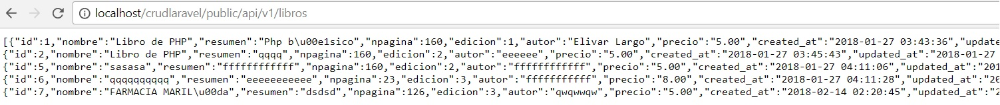 localhost/crudlaravel/public/api/v1/libros
[{"id":1,"nombre":"Libro de PHP","resumen":"Php b\u00e1sico","npagina":160,"edicion":1,"autor":"Elivar Largo","precio":"5.00","created_at":"2018-01-27 03:43:36","update
{"id":2,"nombre":"Libro de PHP","resumen":"qqqq","npagina":160,"edicion":2,"autor":"eeeeee","precio":"5.00","created_at":"2018-01-27 03:45:43","updated_at":"2018-01-27
{"id":5,"nombre":"sasasa","resumen":"ffffffffffff","npagina":160,"edicion":2,"autor":"ffffffffffff","precio":"5.00","created_at":"2018-01-27 04:11:06","updated_at":"201
{"id":6,"nombre":"qqqqqqqqqq","resumen":"eeeeeeeeeee","npagina":23,"edicion":3,"autor":"fffffffffff","precio":"8.00","created_at":"2018-01-27 04:11:28","updated_at":"20
{"id":7,"nombre":"FARMACIA MARIL\u00da","resumen":"dsdsd","npagina":126,"edicion":3,"autor":"qwqwwqw","precio":"5.00","created_at":"2018-02-14 02:20:45","updated_at":"2